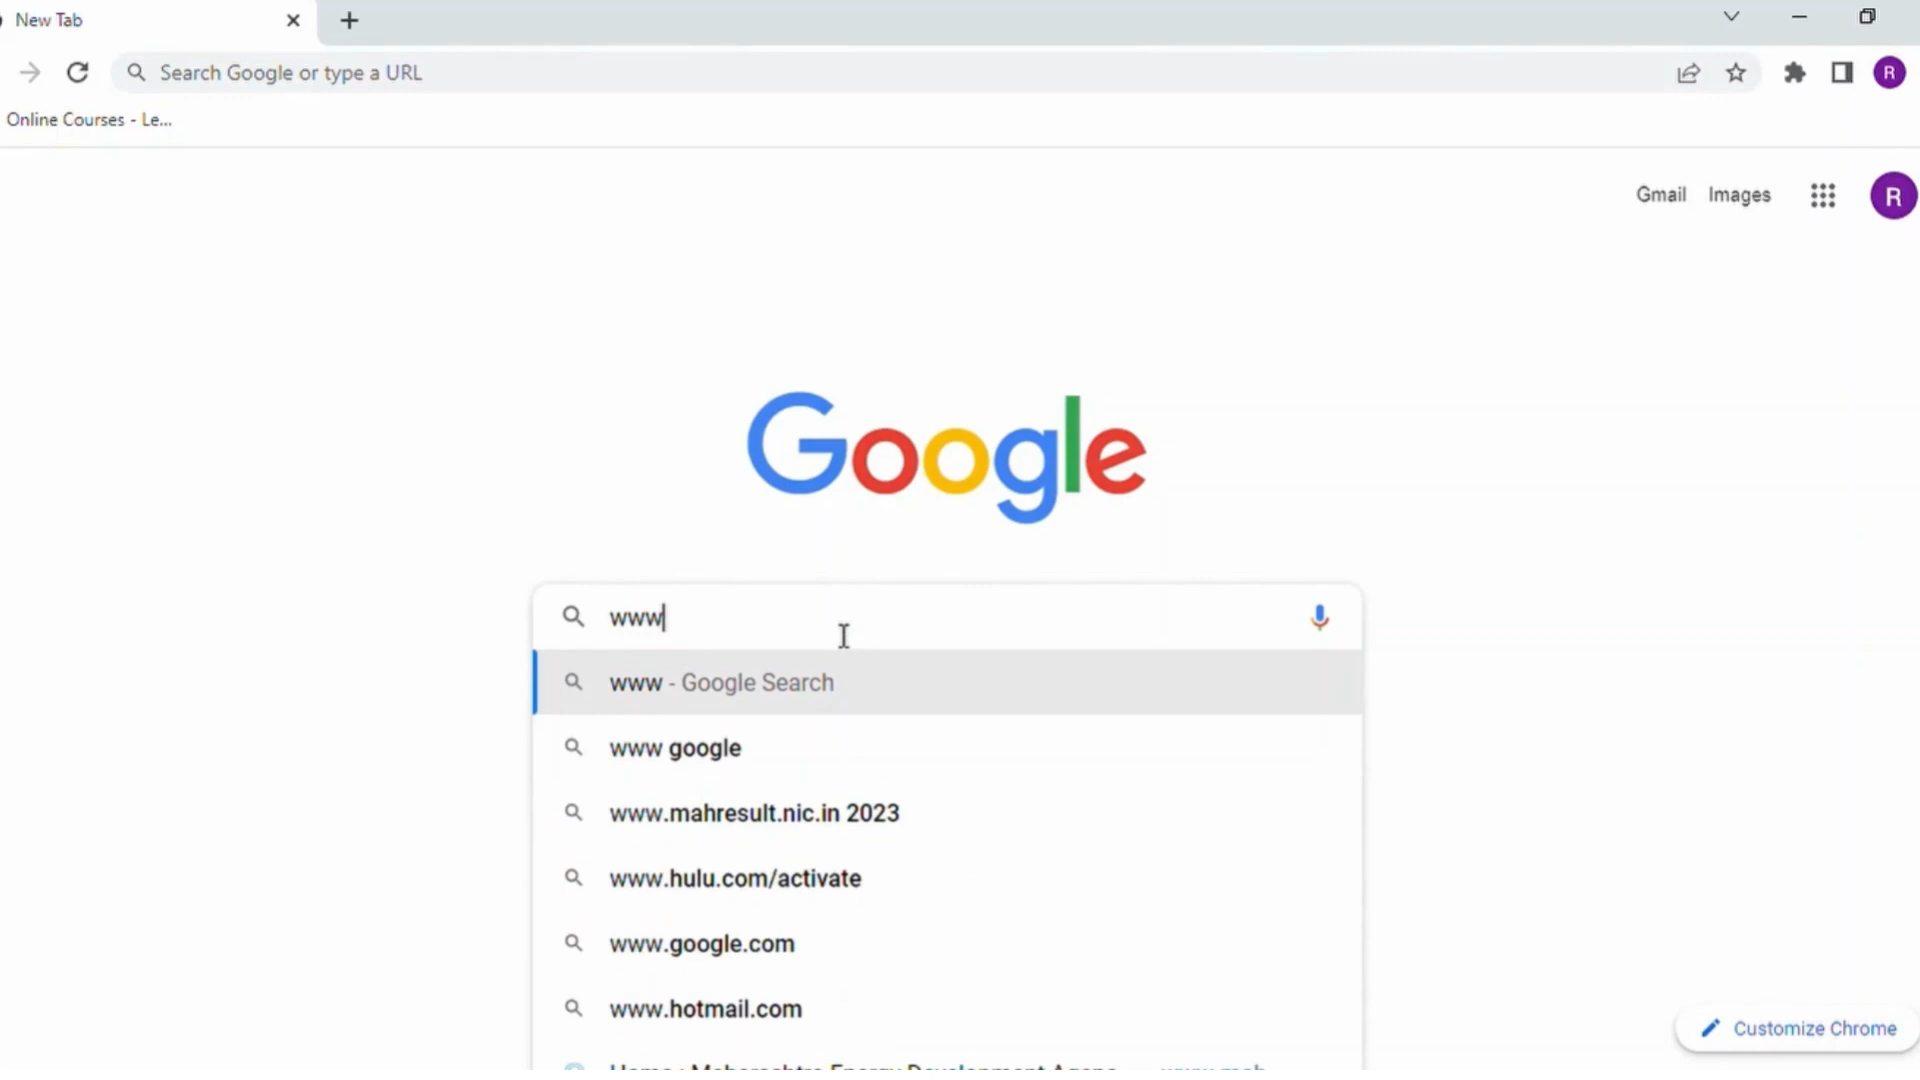 New Tab
Search Google or type a URL
R
Online Courses - Le...
Gmail Images
R
Google
www
www - Google Search
www google
www.mahresult.nic.in 2023
www.hulu.com/activate
www.google.com
www.hotmail.com
Customize Chrome